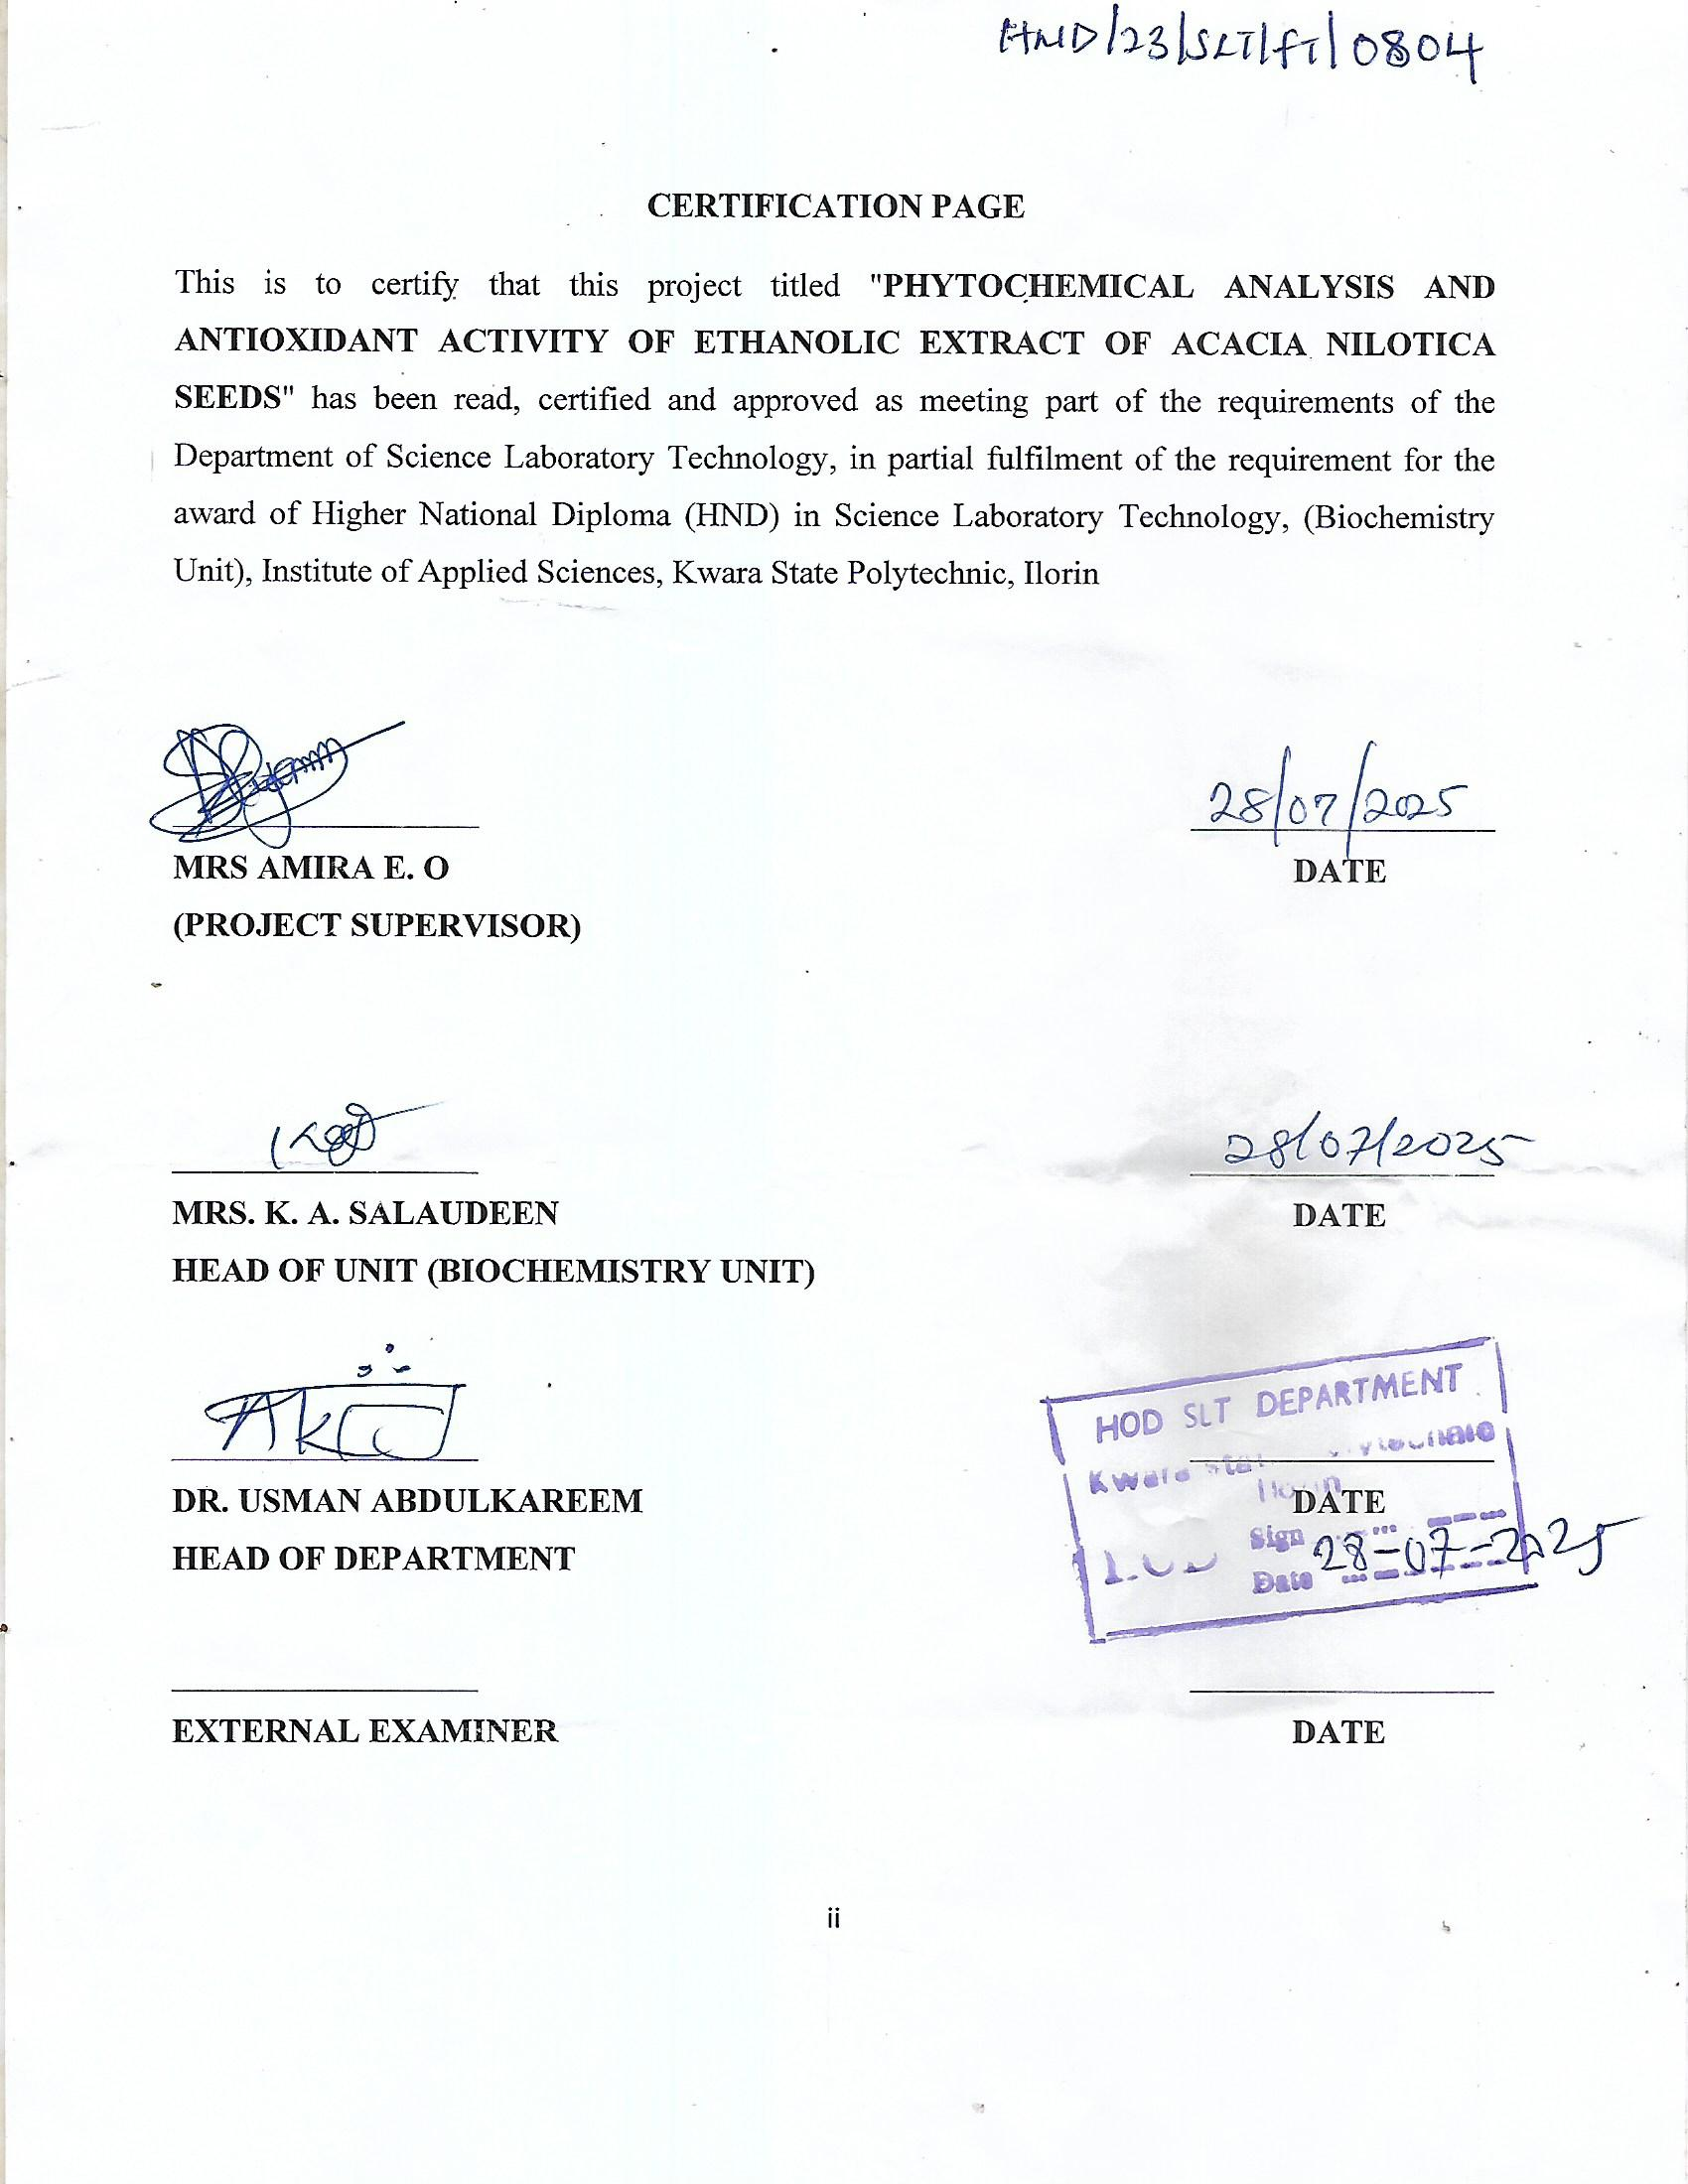 HND/23/SLT/FT/0804
CERTIFICATION PAGE
This is to certify that this project titled "PHYTOCHEMICAL ANALYSIS AND
ANTIOXIDANT ACTIVITY OF ETHANOLIC EXTRACT OF ACACIA NILOTICA
SEEDS" has been read, certified and approved as meeting part of the requirements of the
Department of Science Laboratory Technology, in partial fulfilment of the requirement for the
award of Higher National Diploma (HND) in Science Laboratory Technology, (Biochemistry
Unit), Institute of Applied Sciences, Kwara State Polytechnic, Ilorin
28/07/2025
MRS AMIRA E. O
DATE
(PROJECT SUPERVISOR)
28/07/2025
MRS. K. A. SALAUDEEN
DATE
HEAD OF UNIT (BIOCHEMISTRY UNIT)
HOD SLT DEPARTMENT
Kwara
Ilorin
DR. USMAN ABDULKAREEM
DATE
Sign
HEAD OF DEPARTMENT
Date 28-07-2025
EXTERNAL EXAMINER
DATE
ii